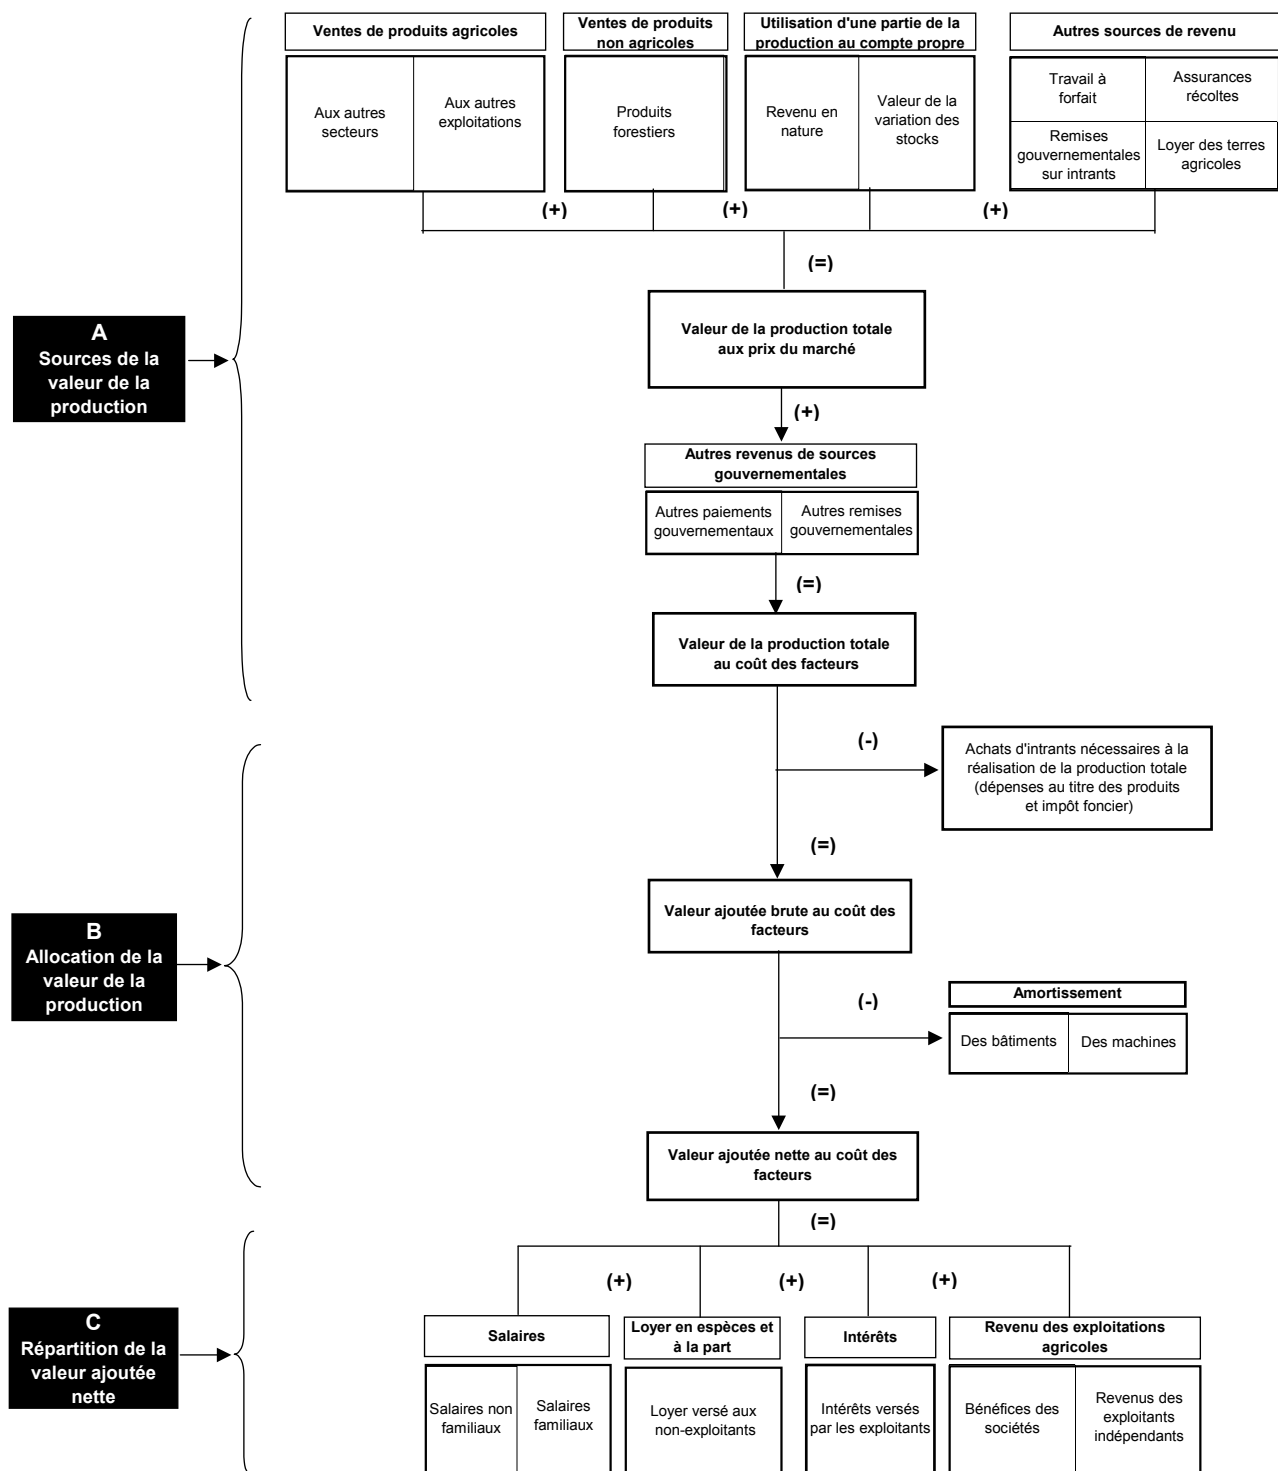 Ventes de produits agricoles
Ventes de produits
non agricoles
Utilisation d'une partie de la
production au compte propre
Autres sources de revenu
Aux autres
secteurs
Aux autres
exploitations
Produits
forestiers
Revenu en
nature
Valeur de la
variation des
stocks
Travail à
forfait
Assurances
récoltes
Remises
gouvernementales
sur intrants
Loyer des terres
agricoles
(+)
(+)
(+)
(=)
A
Sources de la
valeur de la
production
Valeur de la production totale
aux prix du marché
(+)
Autres revenus de sources
gouvernementales
Autres paiements
gouvernementaux
Autres remises
gouvernementales
(=)
Valeur de la production totale
au coût des facteurs
(-)
Achats d'intrants nécessaires à la
réalisation de la production totale
(dépenses au titre des produits
et impôt foncier)
(=)
B
Allocation de la
valeur de la
production
Valeur ajoutée brute au coût des
facteurs
(-)
Amortissement
Des bâtiments
Des machines
(=)
Valeur ajoutée nette au coût des
facteurs
(=)
(+)
(+)
(+)
C
Répartition de la
valeur ajoutée
nette
Salaires
Loyer en espèces et
à la part
Intérêts
Revenu des exploitations
agricoles
Salaires non
familiaux
Salaires
familiaux
Loyer versé aux
non-exploitants
Intérêts versés
par les exploitants
Bénéfices des
sociétés
Revenus des
exploitants
indépendants